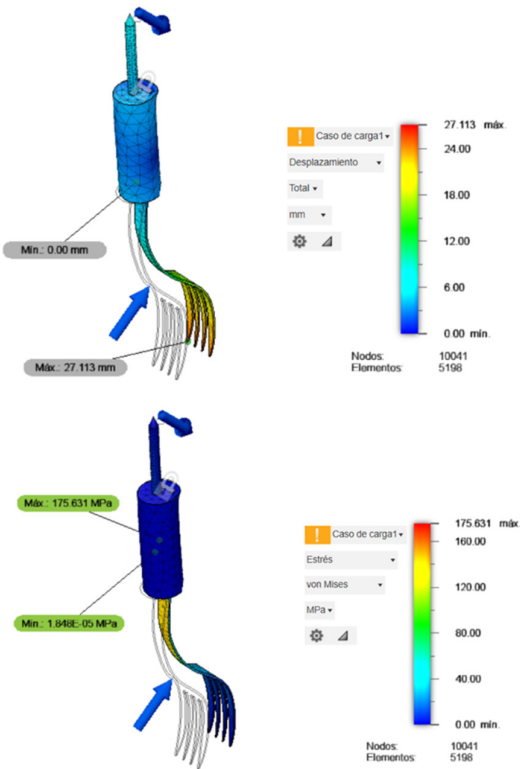 27.113 máx.
! Caso de carga1
24.00
Desplazamiento
Total
18.00
mm
12.00
Mín.: 0.00 mm
6.00
0.00 mín.
Nodos: 10041
Elementos: 5198
Máx.: 27.113 mm
Máx.: 175.631 MPa
175.631 máx.
! Caso de carga1
160.00
Estrés
120.00
von Mises
MPa
80.00
Mín.: 1.848E-05 MPa
40.00
0.00 mín.
Nodos: 10041
Elementos: 5198